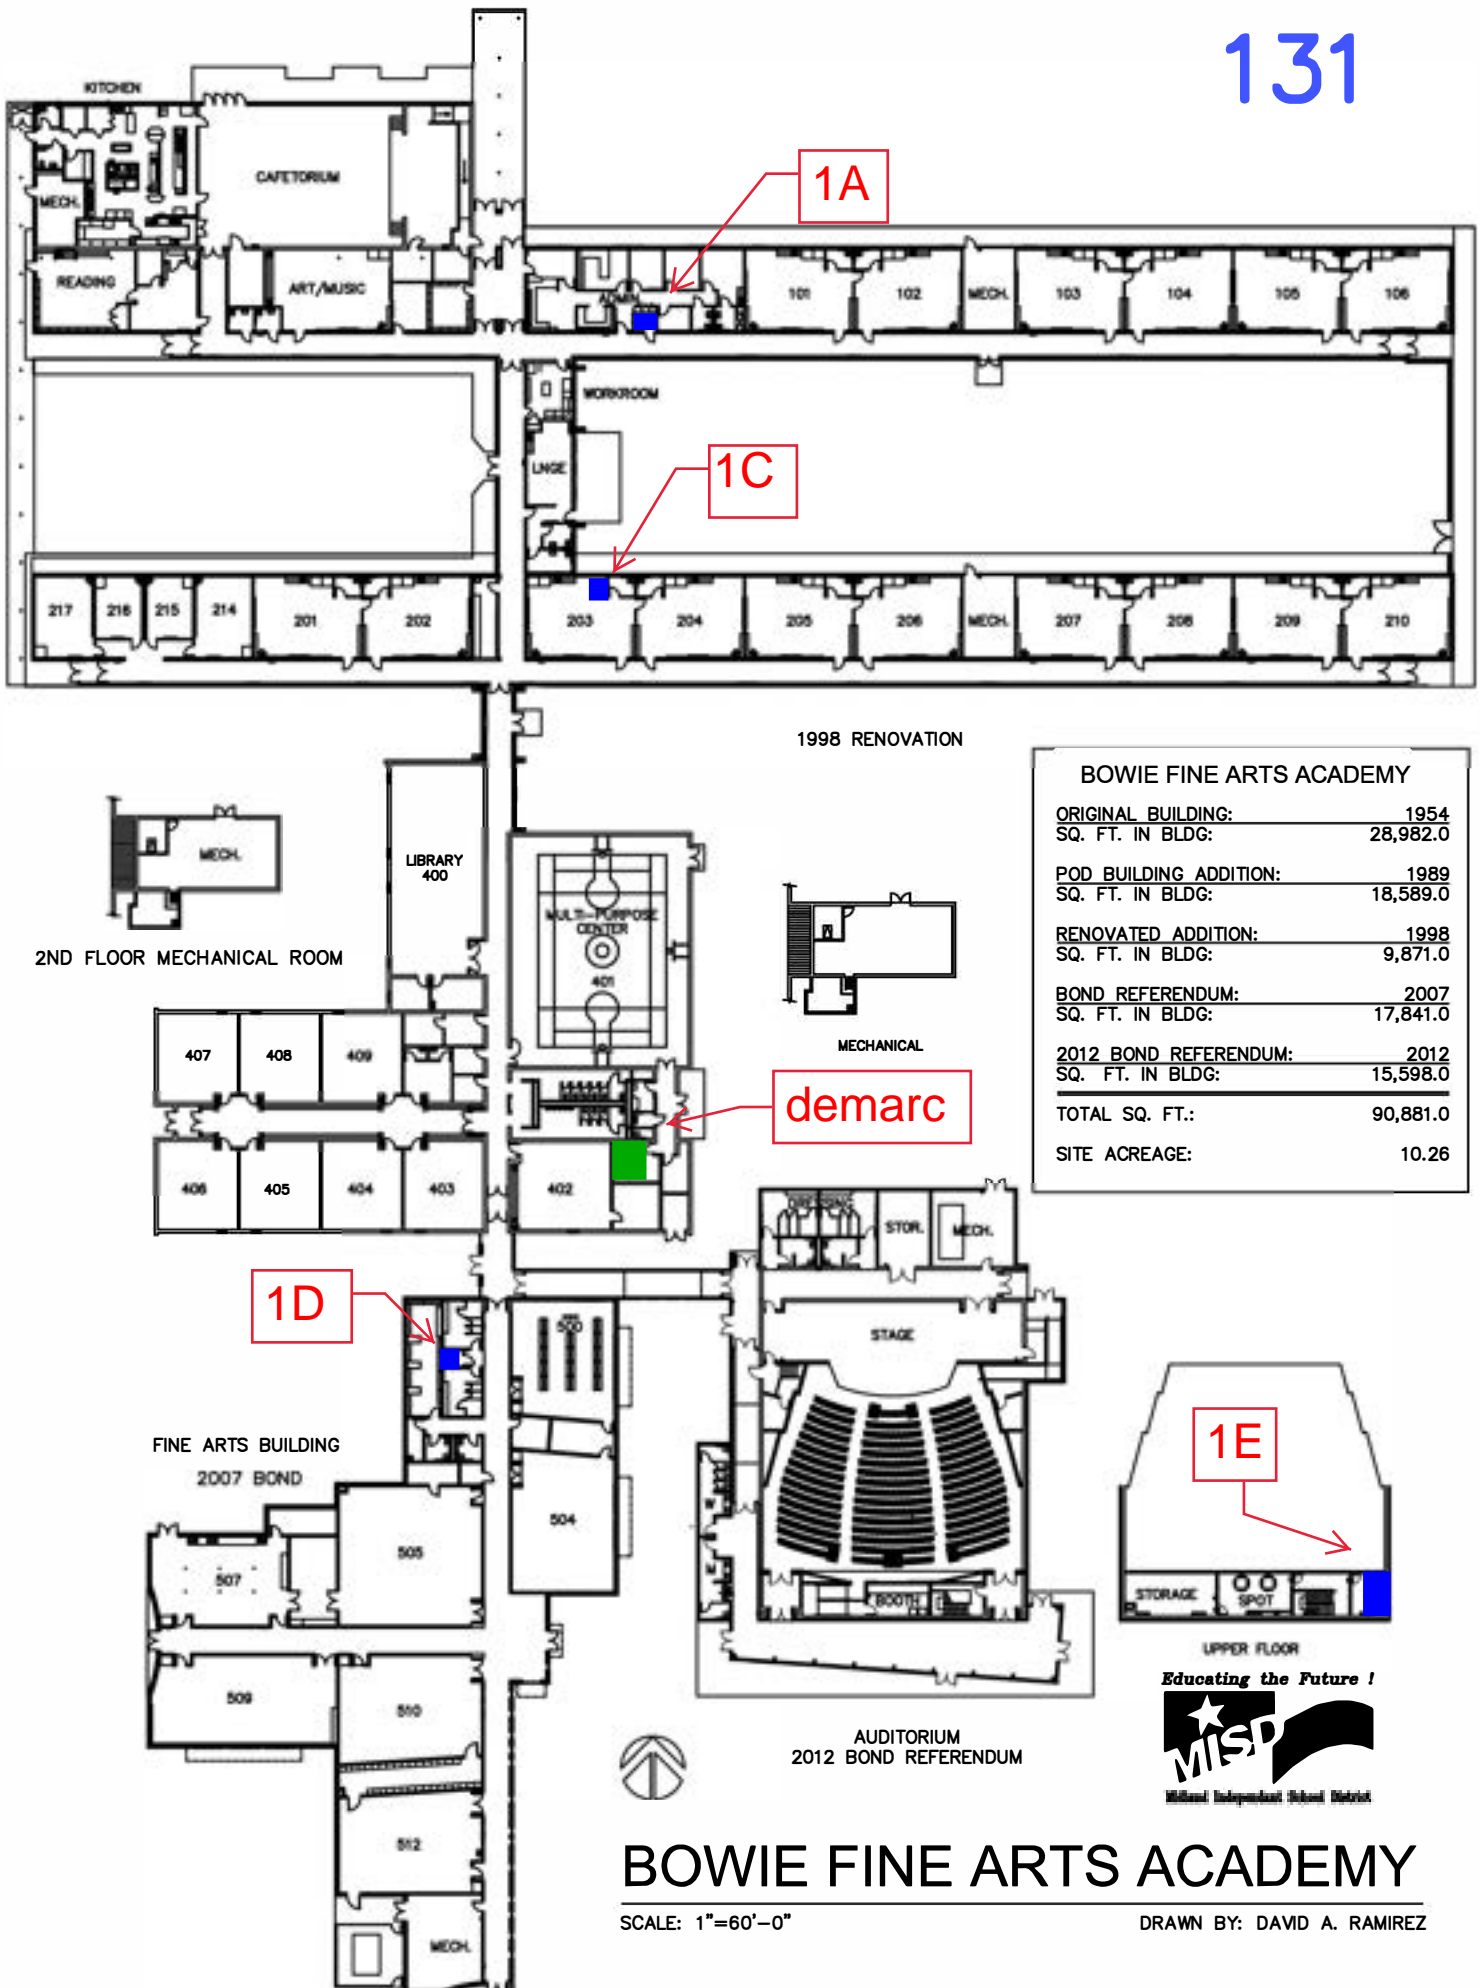 131
KITCHEN
CAFETORIUM
1A
MECH.
READING
ART/MUSIC
ADMIN
101
102
MECH.
103
104
105
106
WORKROOM
LNGE
1C
217
216
215
214
201
202
203
204
205
206
MECH.
207
208
209
210
1998 RENOVATION
BOWIE FINE ARTS ACADEMY
ORIGINAL BUILDING: 1954
SQ. FT. IN BLDG: 28,982.0
POD BUILDING ADDITION: 1989
SQ. FT. IN BLDG: 18,589.0
RENOVATED ADDITION: 1998
SQ. FT. IN BLDG: 9,871.0
BOND REFERENDUM: 2007
SQ. FT. IN BLDG: 17,841.0
2012 BOND REFERENDUM: 2012
SQ. FT. IN BLDG: 15,598.0
TOTAL SQ. FT.: 90,881.0
SITE ACREAGE: 10.26
MECH.
2ND FLOOR MECHANICAL ROOM
LIBRARY
400
MULTI-PURPOSE
CENTER
401
MECHANICAL
407
408
409
demarc
406
405
404
403
402
DRESSING
STOR.
MECH.
1D
500
STAGE
FINE ARTS BUILDING
2007 BOND
1E
504
505
507
W
M
BOOTH
STORAGE
SPOT
UPPER FLOOR
509
510
Educating the Future !
MISD
Midland Independent School District
AUDITORIUM
2012 BOND REFERENDUM
512
MECH.
BOWIE FINE ARTS ACADEMY
SCALE: 1"=60'-0"
DRAWN BY: DAVID A. RAMIREZ